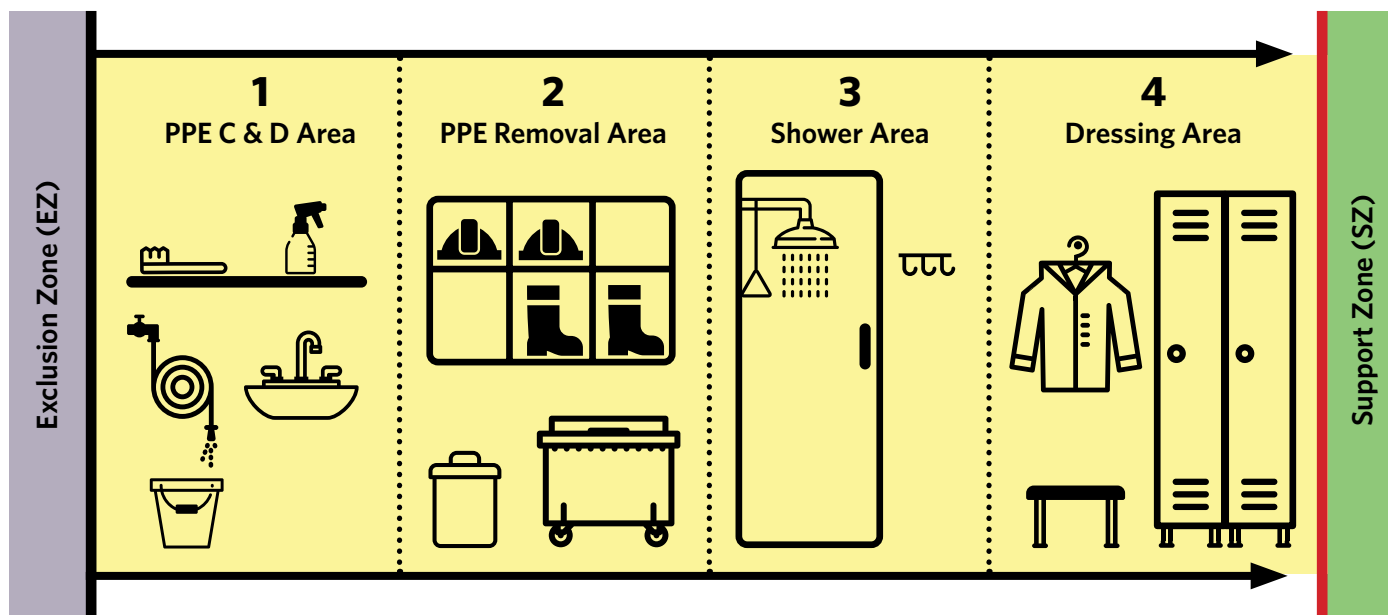 Exclusion Zone (EZ)
1
PPE C & D Area
2
PPE Removal Area
3
Shower Area
4
Dressing Area
Support Zone (SZ)